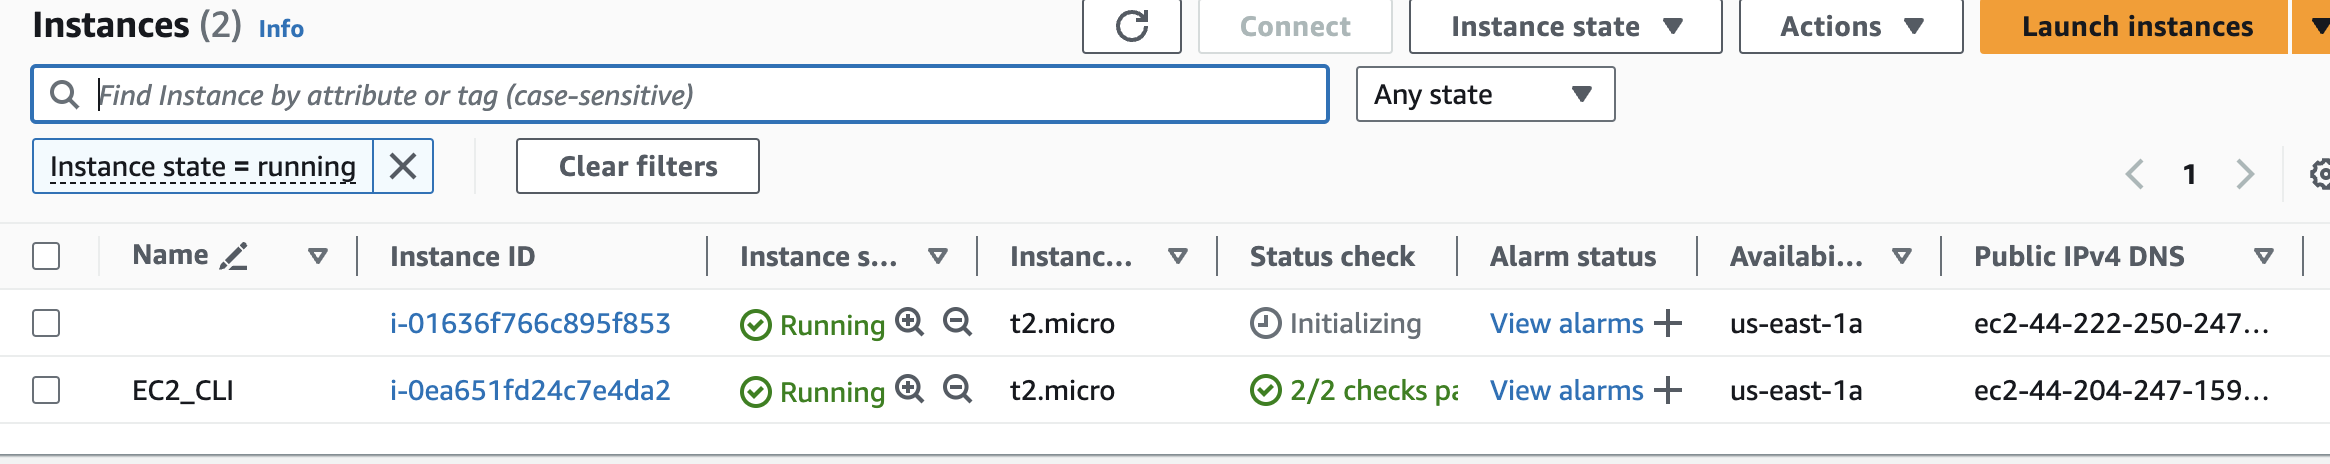 Instances (2) Info Connect Instance state Actions Launch instances
Find Instance by attribute or tag (case-sensitive) Any state
Instance state = running Clear filters 1
Name Instance ID Instance s... Instanc... Status check Alarm status Availabi... Public IPv4 DNS
i-01636f766c895f853 Running t2.micro Initializing View alarms + us-east-1a ec2-44-222-250-247...
EC2_CLI i-0ea651fd24c7e4da2 Running t2.micro 2/2 checks pa View alarms + us-east-1a ec2-44-204-247-159...